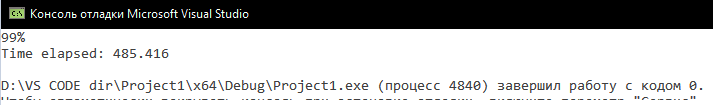 Консоль отладки Microsoft Visual Studio
99%
Time elapsed: 485.416
D:\VS CODE dir\Project1\x64\Debug\Project1.exe (процесс 4840) завершил работу с кодом 0.